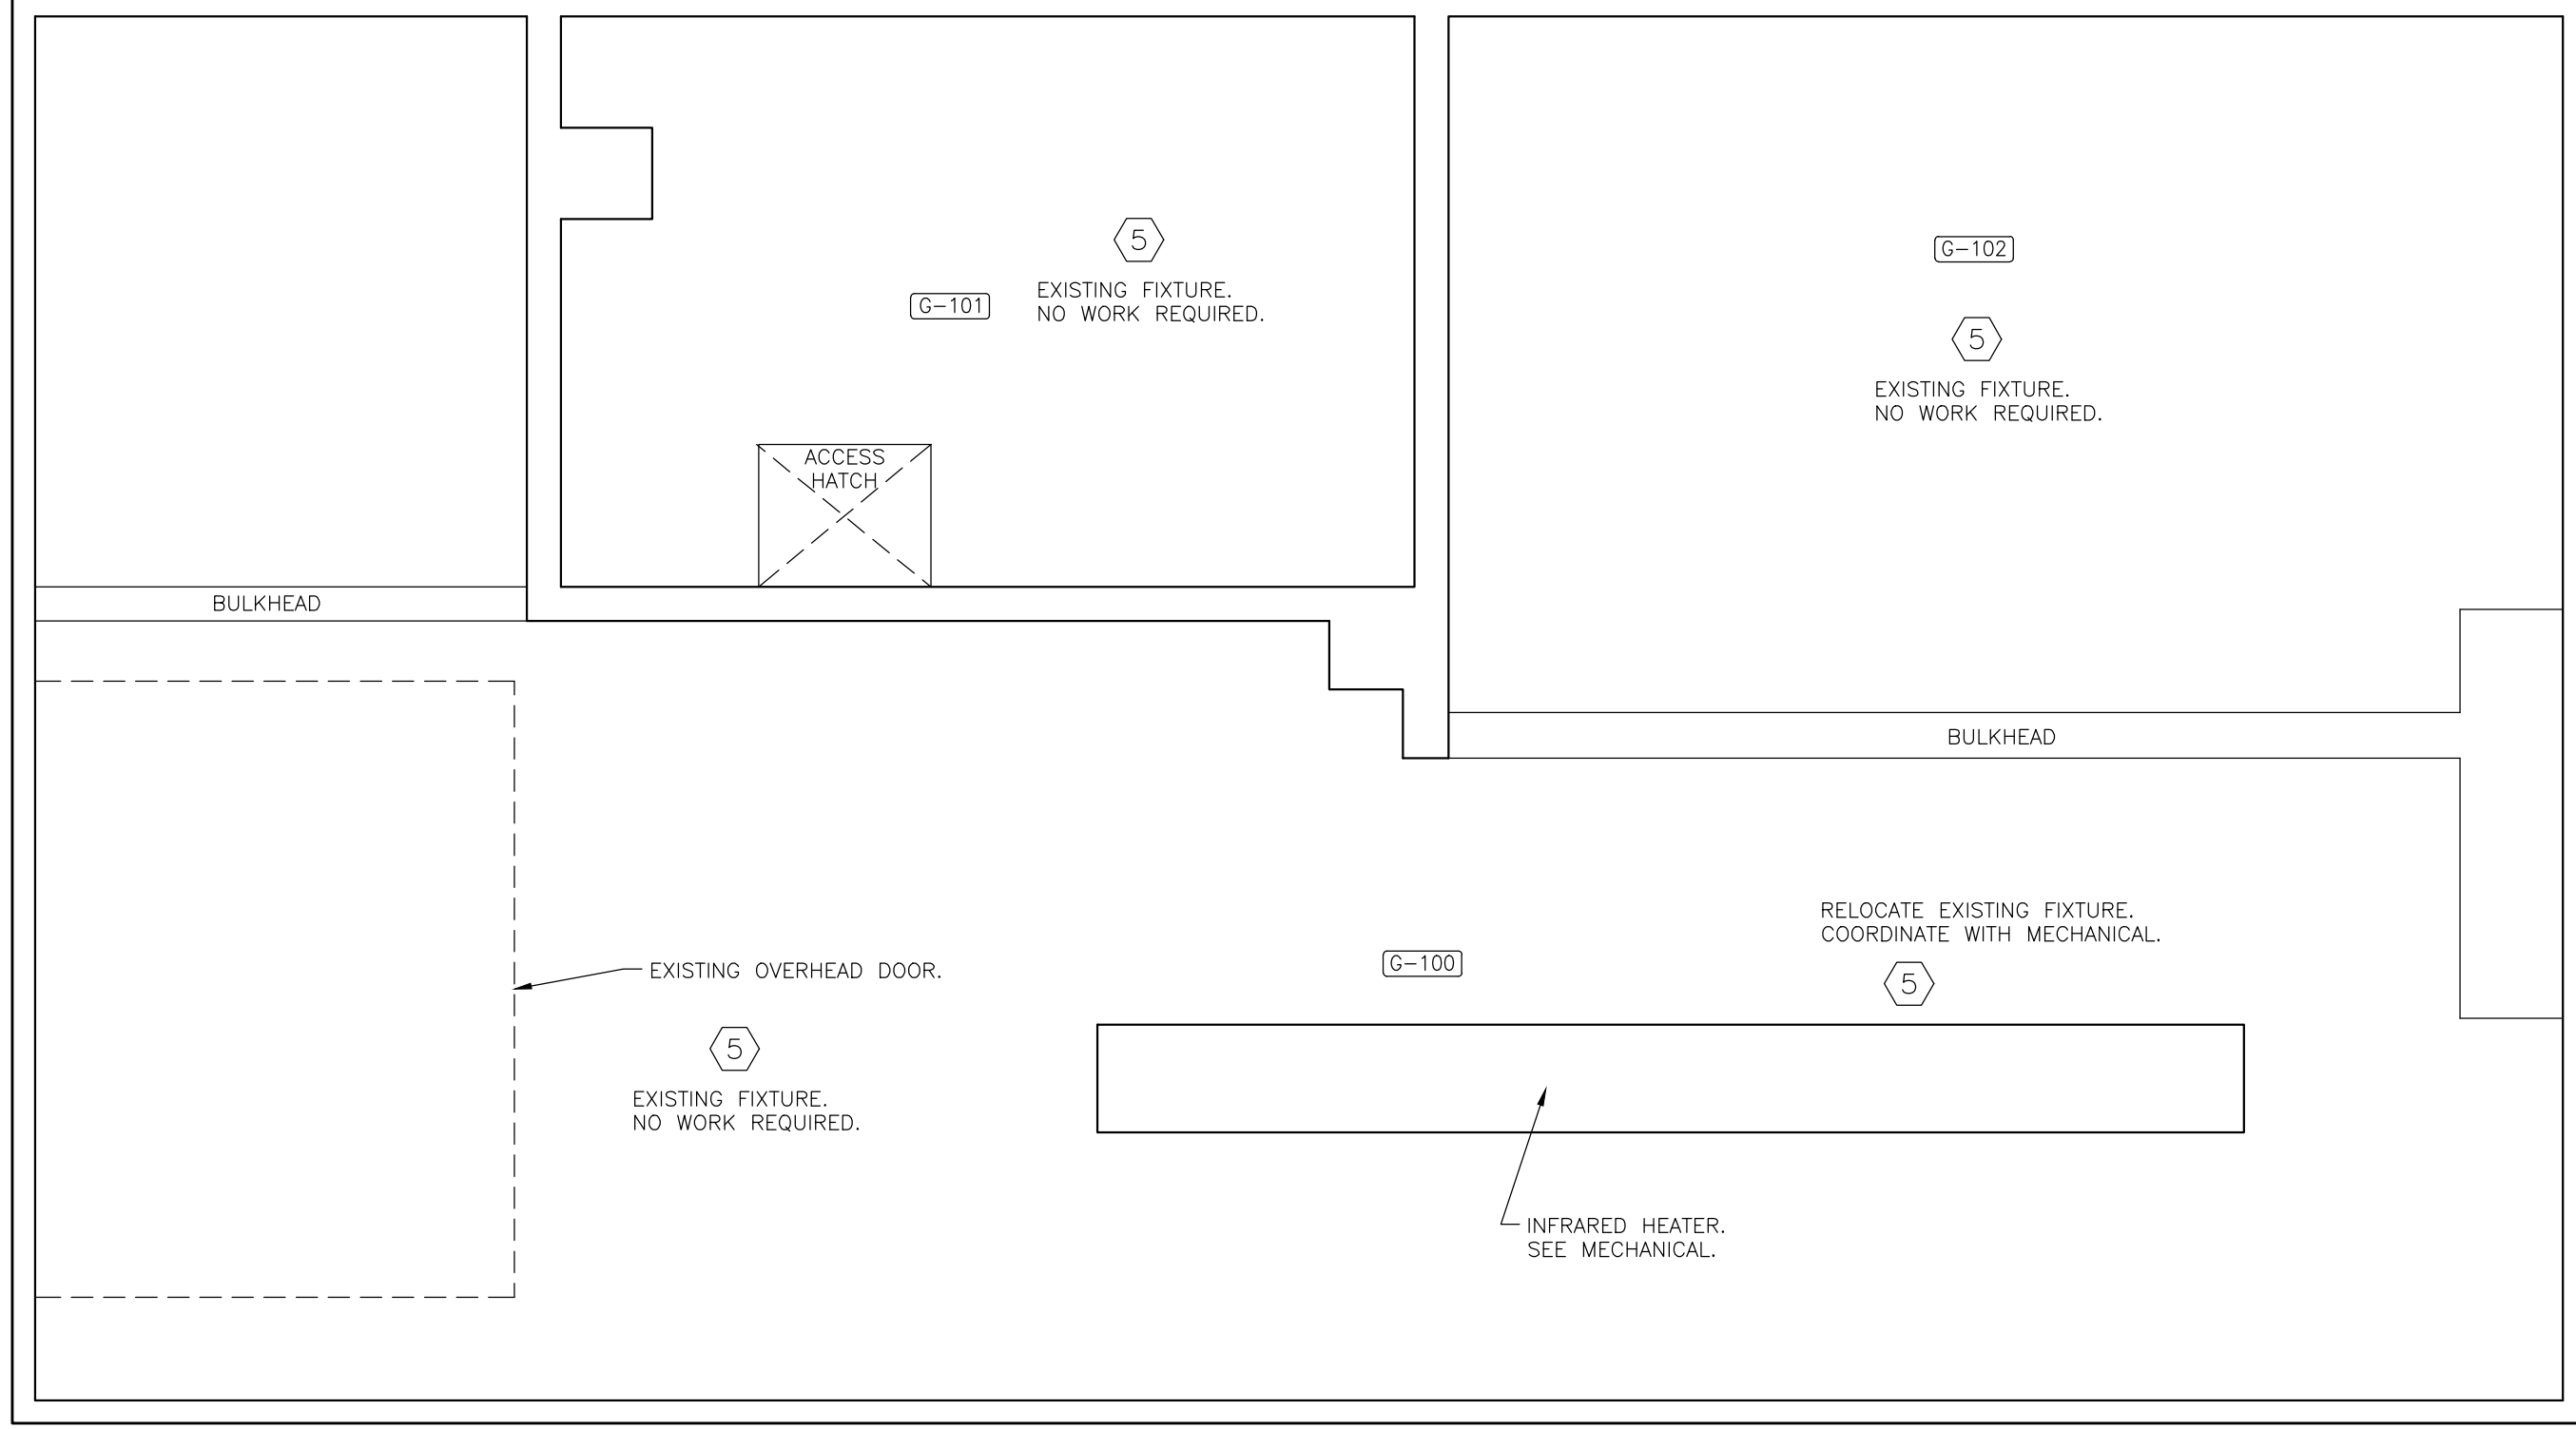 5
EXISTING FIXTURE.
NO WORK REQUIRED.
G-101
G-102
5
EXISTING FIXTURE.
NO WORK REQUIRED.
ACCESS
HATCH
BULKHEAD
BULKHEAD
RELOCATE EXISTING FIXTURE.
COORDINATE WITH MECHANICAL.
5
G-100
EXISTING OVERHEAD DOOR.
5
EXISTING FIXTURE.
NO WORK REQUIRED.
INFRARED HEATER.
SEE MECHANICAL.